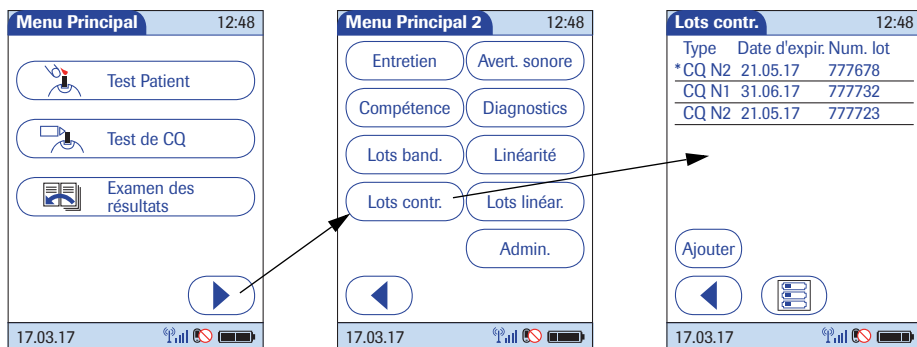 Menu Principal 12:48
Test Patient
Test de CQ
Examen des
résultats
17.03.17
Menu Principal 2 12:48
Entretien Avert. sonore
Compétence Diagnostics
Lots band. Linéarité
Lots contr. Lots linéar.
Admin.
17.03.17
Lots contr. 12:48
Type Date d'expir. Num. lot
*CQ N2 21.05.17 777678
CQ N1 31.06.17 777732
CQ N2 21.05.17 777723
Ajouter
17.03.17